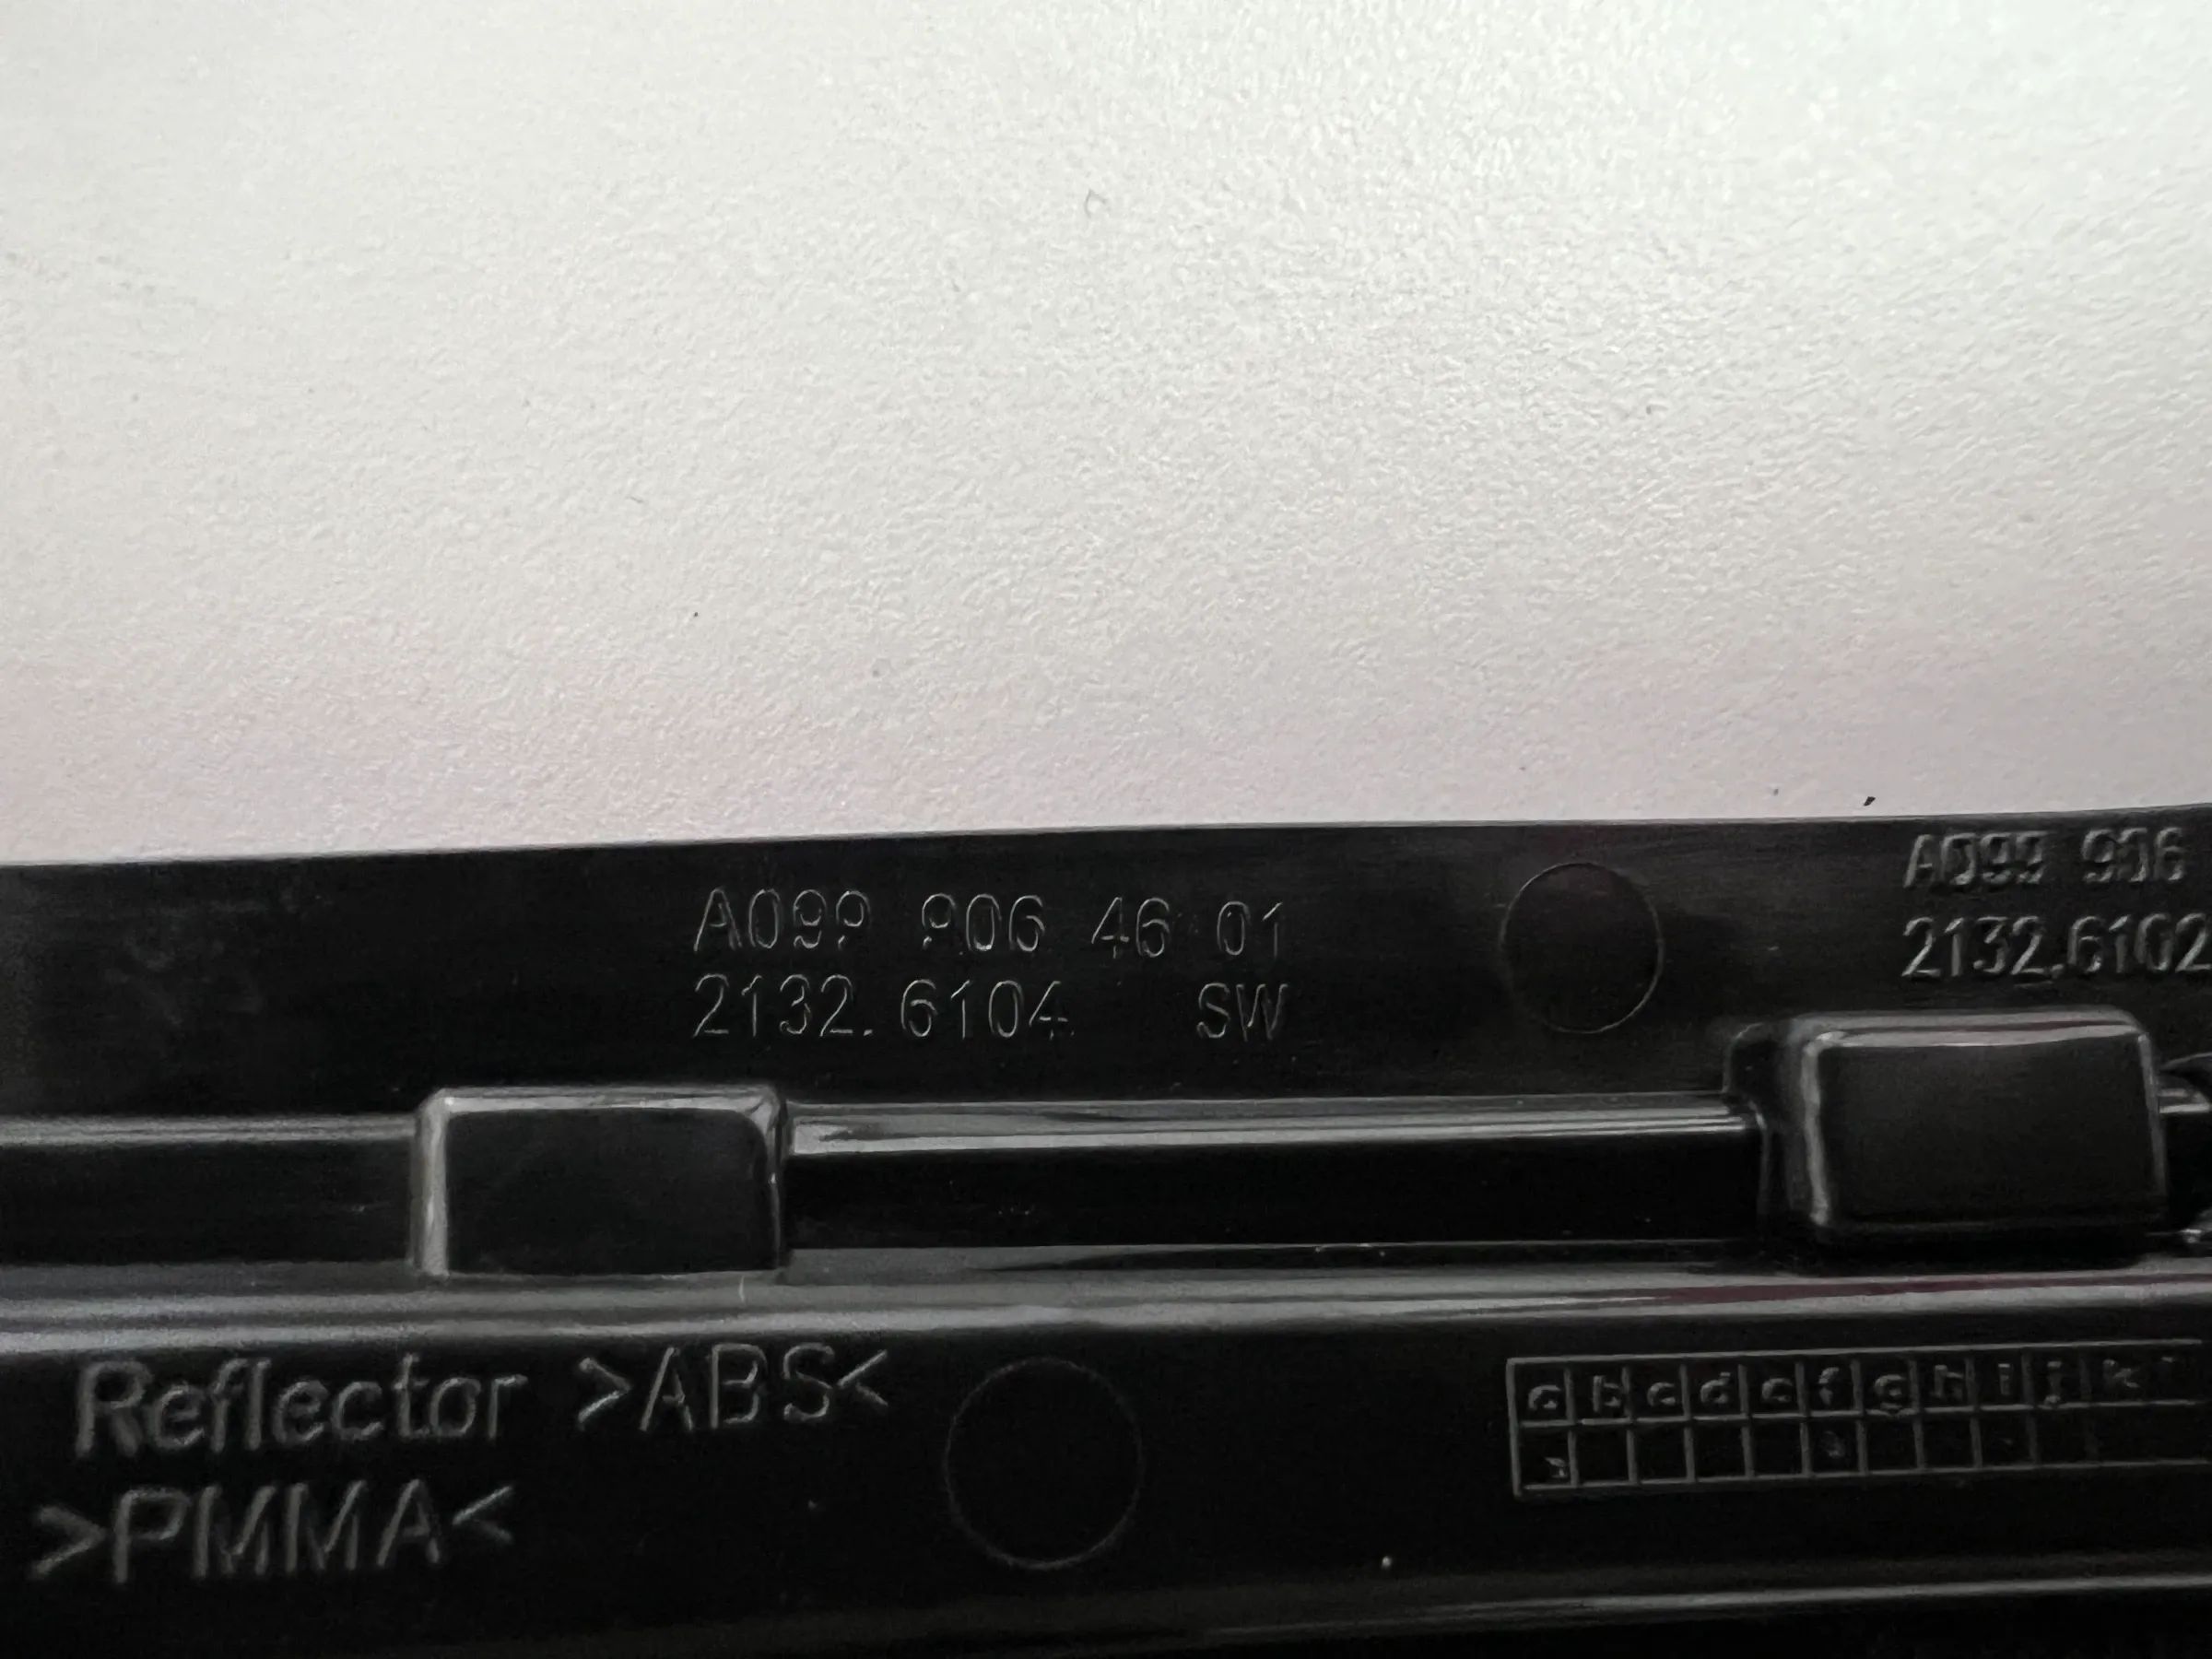 A099 906 46 01
2132.6104 SW
A099 906
2132.6102
Reflector >ABS<
>PMMA<
a b c d e f g h i j k